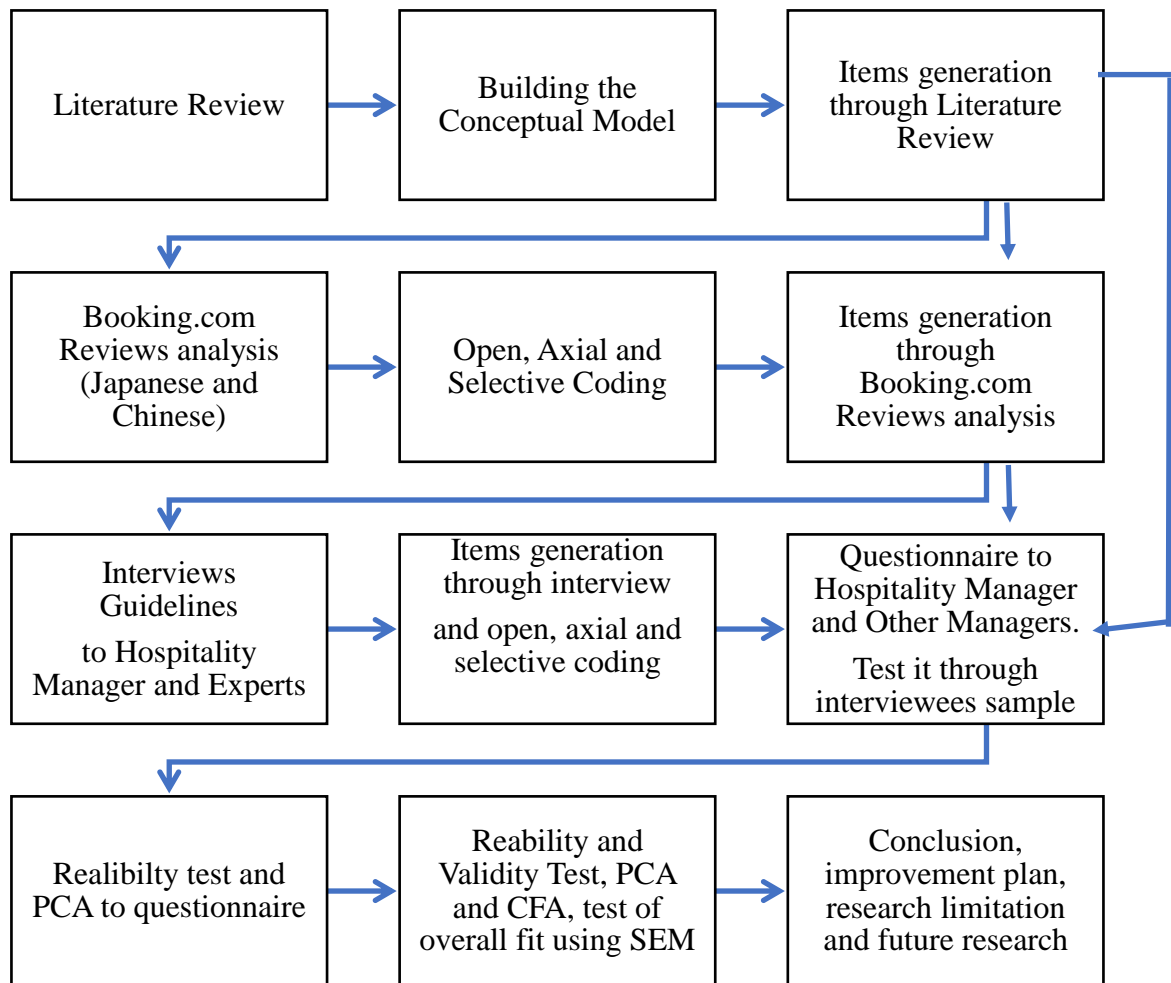 Literature Review
Building the
Conceptual Model
Items generation
through Literature
Review
Booking.com
Reviews analysis
(Japanese and
Chinese)
Open, Axial and
Selective Coding
Items generation
through
Booking.com
Reviews analysis
Interviews
Guidelines
to Hospitality
Manager and Experts
Items generation
through interview
and open, axial and
selective coding
Questionnaire to
Hospitality Manager
and Other Managers.
Test it through
interviewees sample
Realibilty test and
PCA to questionnaire
Reability and
Validity Test, PCA
and CFA, test of
overall fit using SEM
Conclusion,
improvement plan,
research limitation
and future research